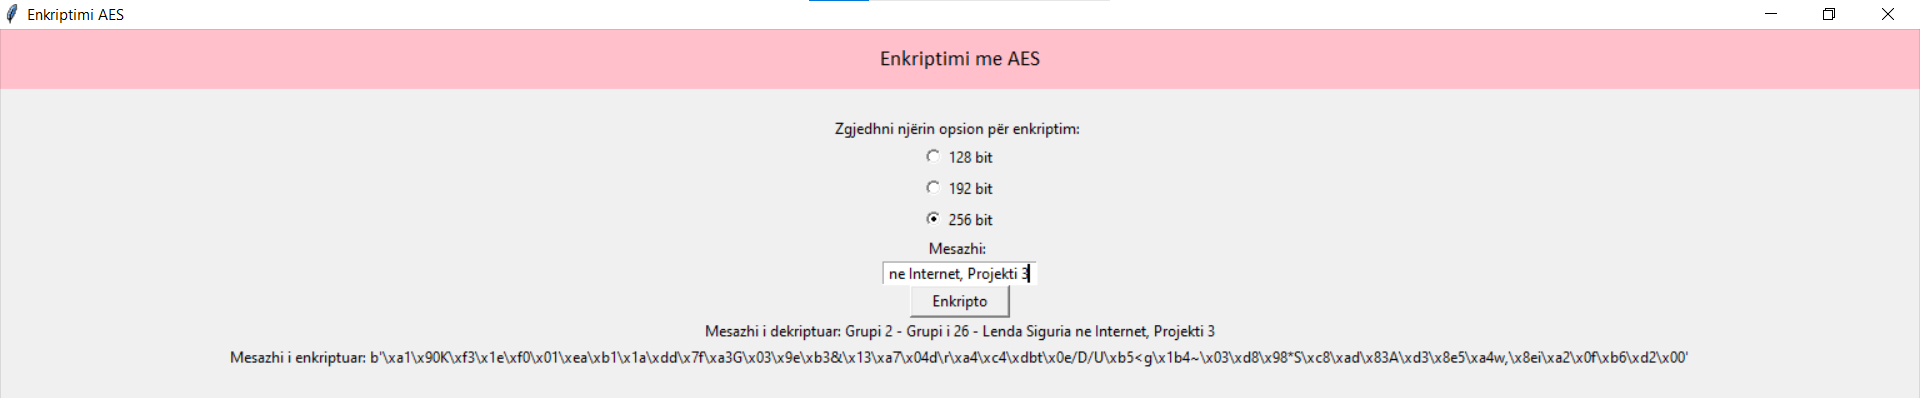 Enkriptimi AES
Enkriptimi me AES
Zgjedhni njërin opsion për enkriptim:
128 bit
192 bit
256 bit
Mesazhi:
ne Internet, Projekti 3
Enkripto
Mesazhi i dekriptuar: Grupi 2 - Grupi i 26 - Lenda Siguria ne Internet, Projekti 3
Mesazhi i enkriptuar: b'\xa1\x90K\xf3\x1e\xf0\x01\xea\xb1\x1a\xdd\x7f\xa3G\x03\x9e\xb3&\x13\xa7\x04d\r\xa4\xc4\xdbt\x0e/D/U\xb5<g\x1b4~\x03\xd8\x98*S\xc8\xad\x83A\xd3\x8e5\xa4w,\x8ei\xa2\x0f\xb6\xd2\x00'